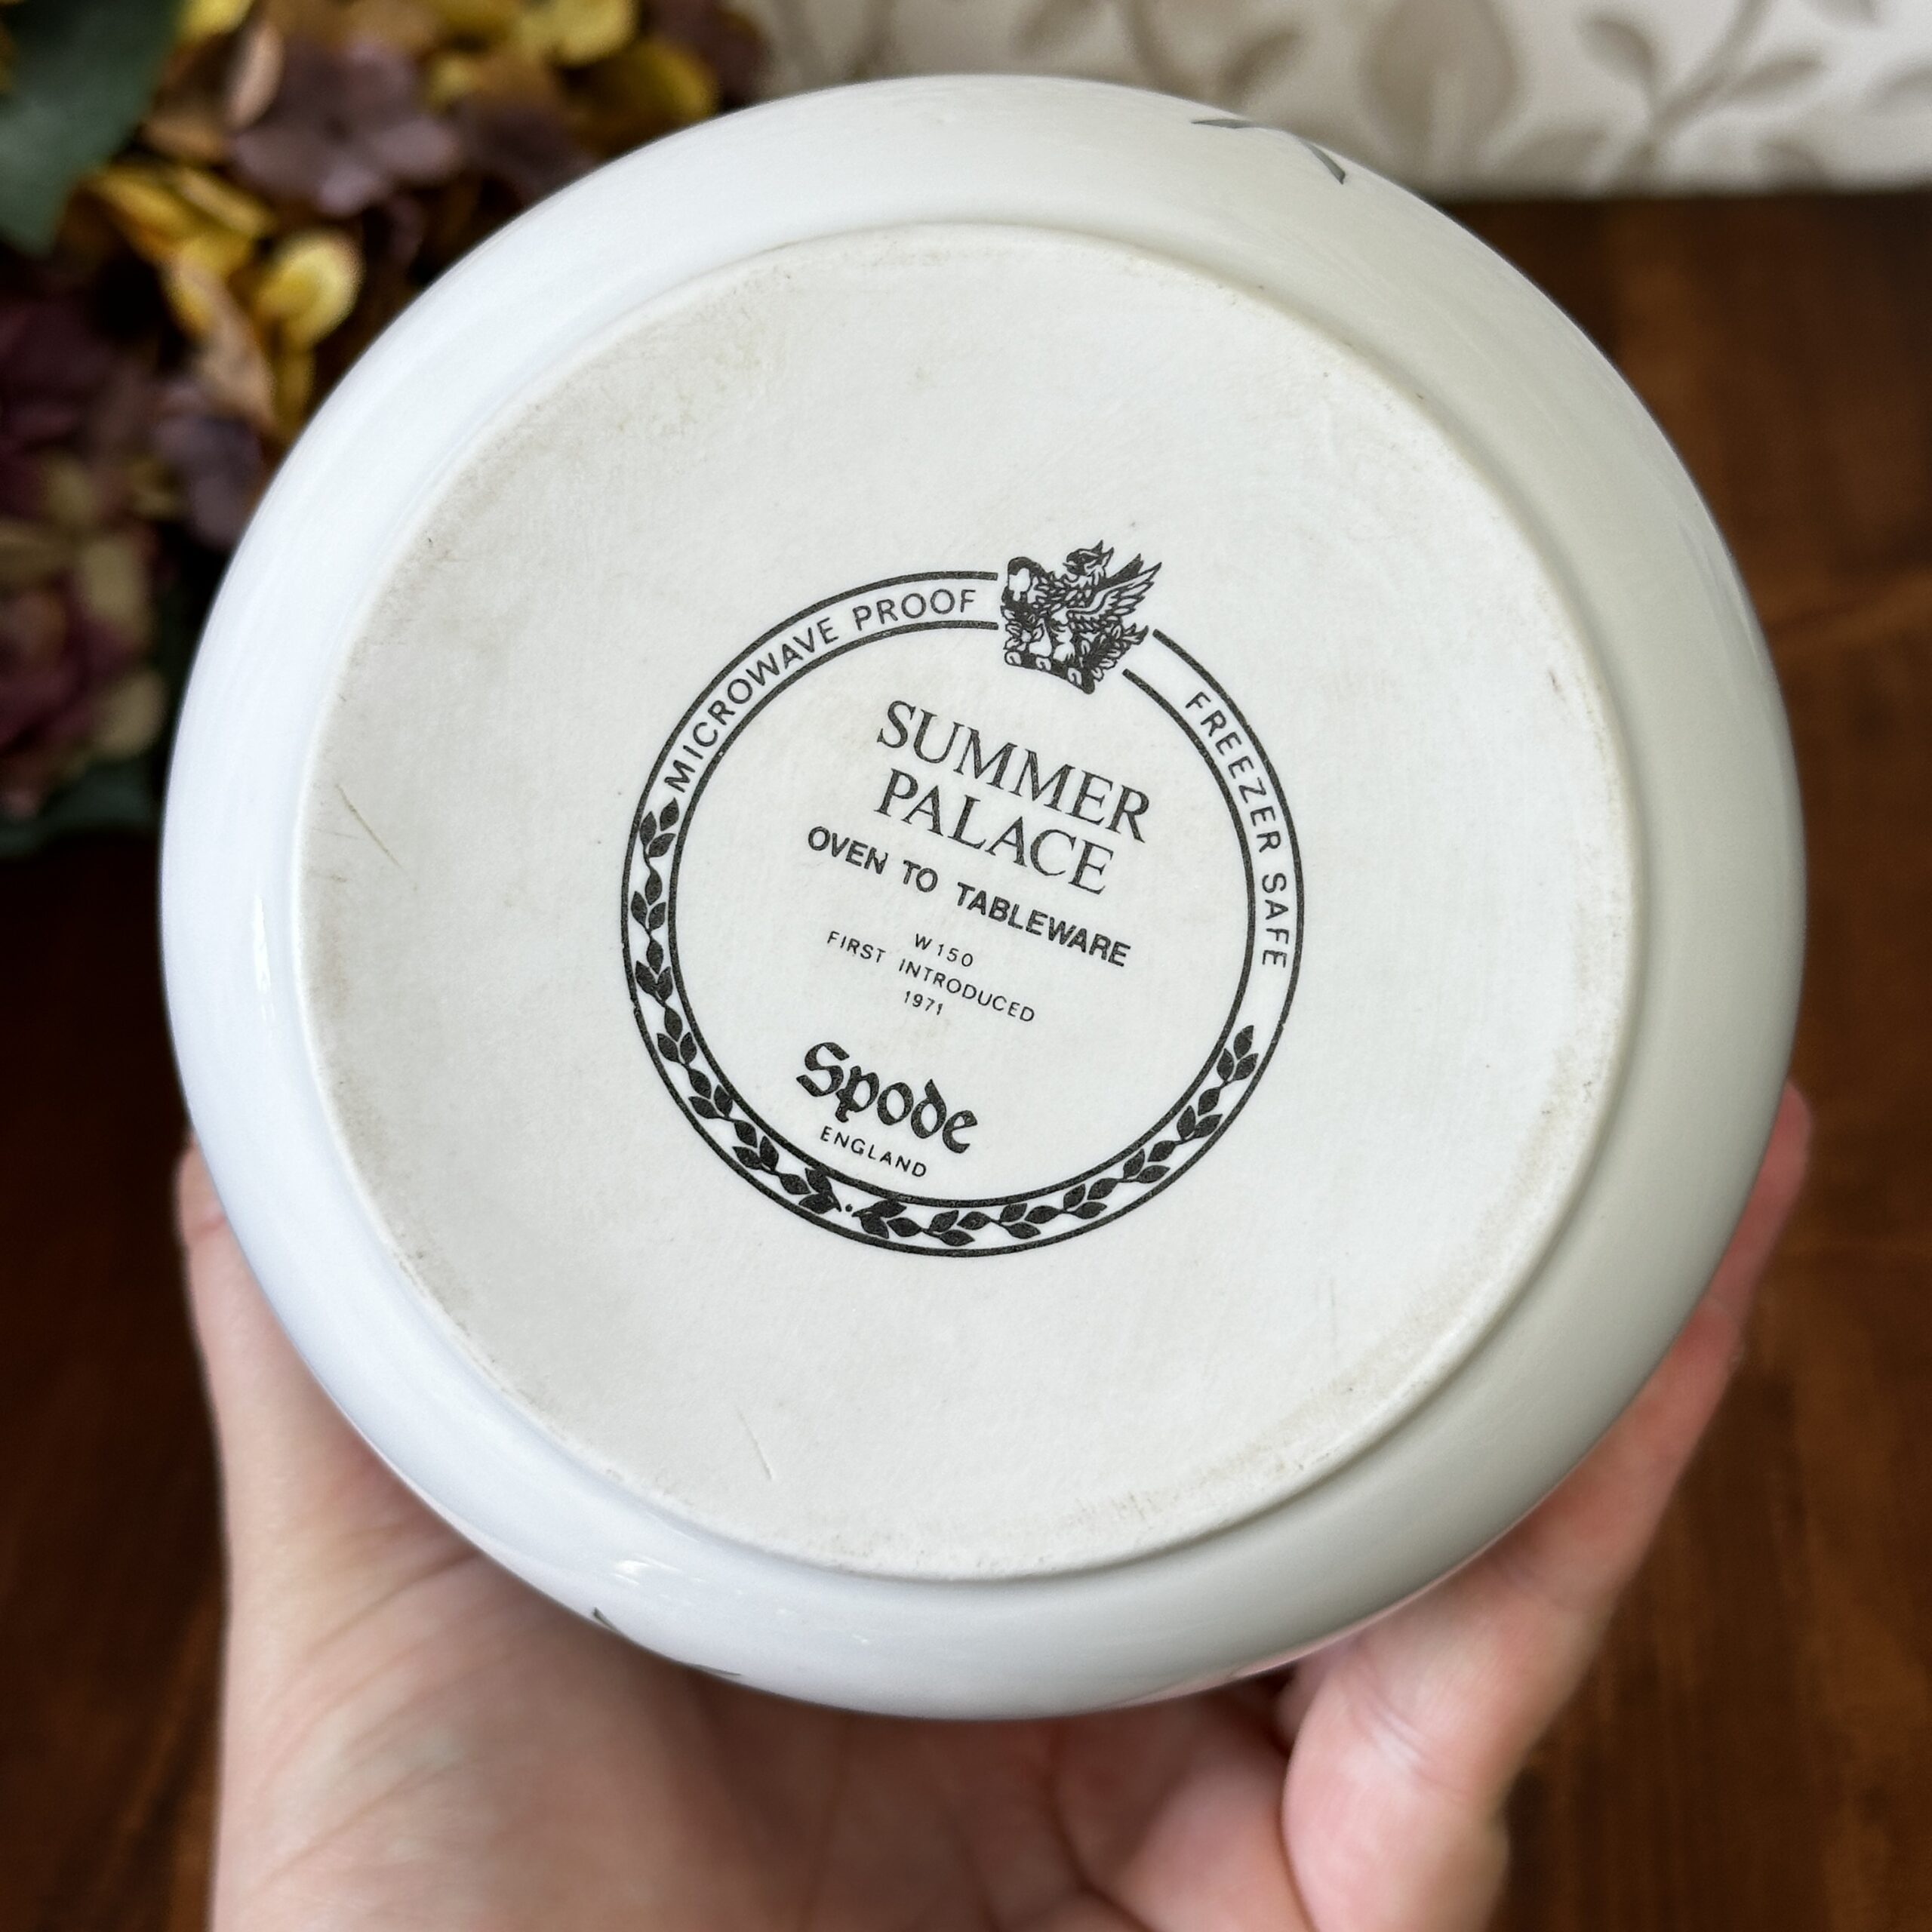 MICROWAVE PROOF
FREEZER SAFE
SUMMER
PALACE
OVEN TO TABLEWARE
W150
FIRST INTRODUCED
1971
Spode
ENGLAND